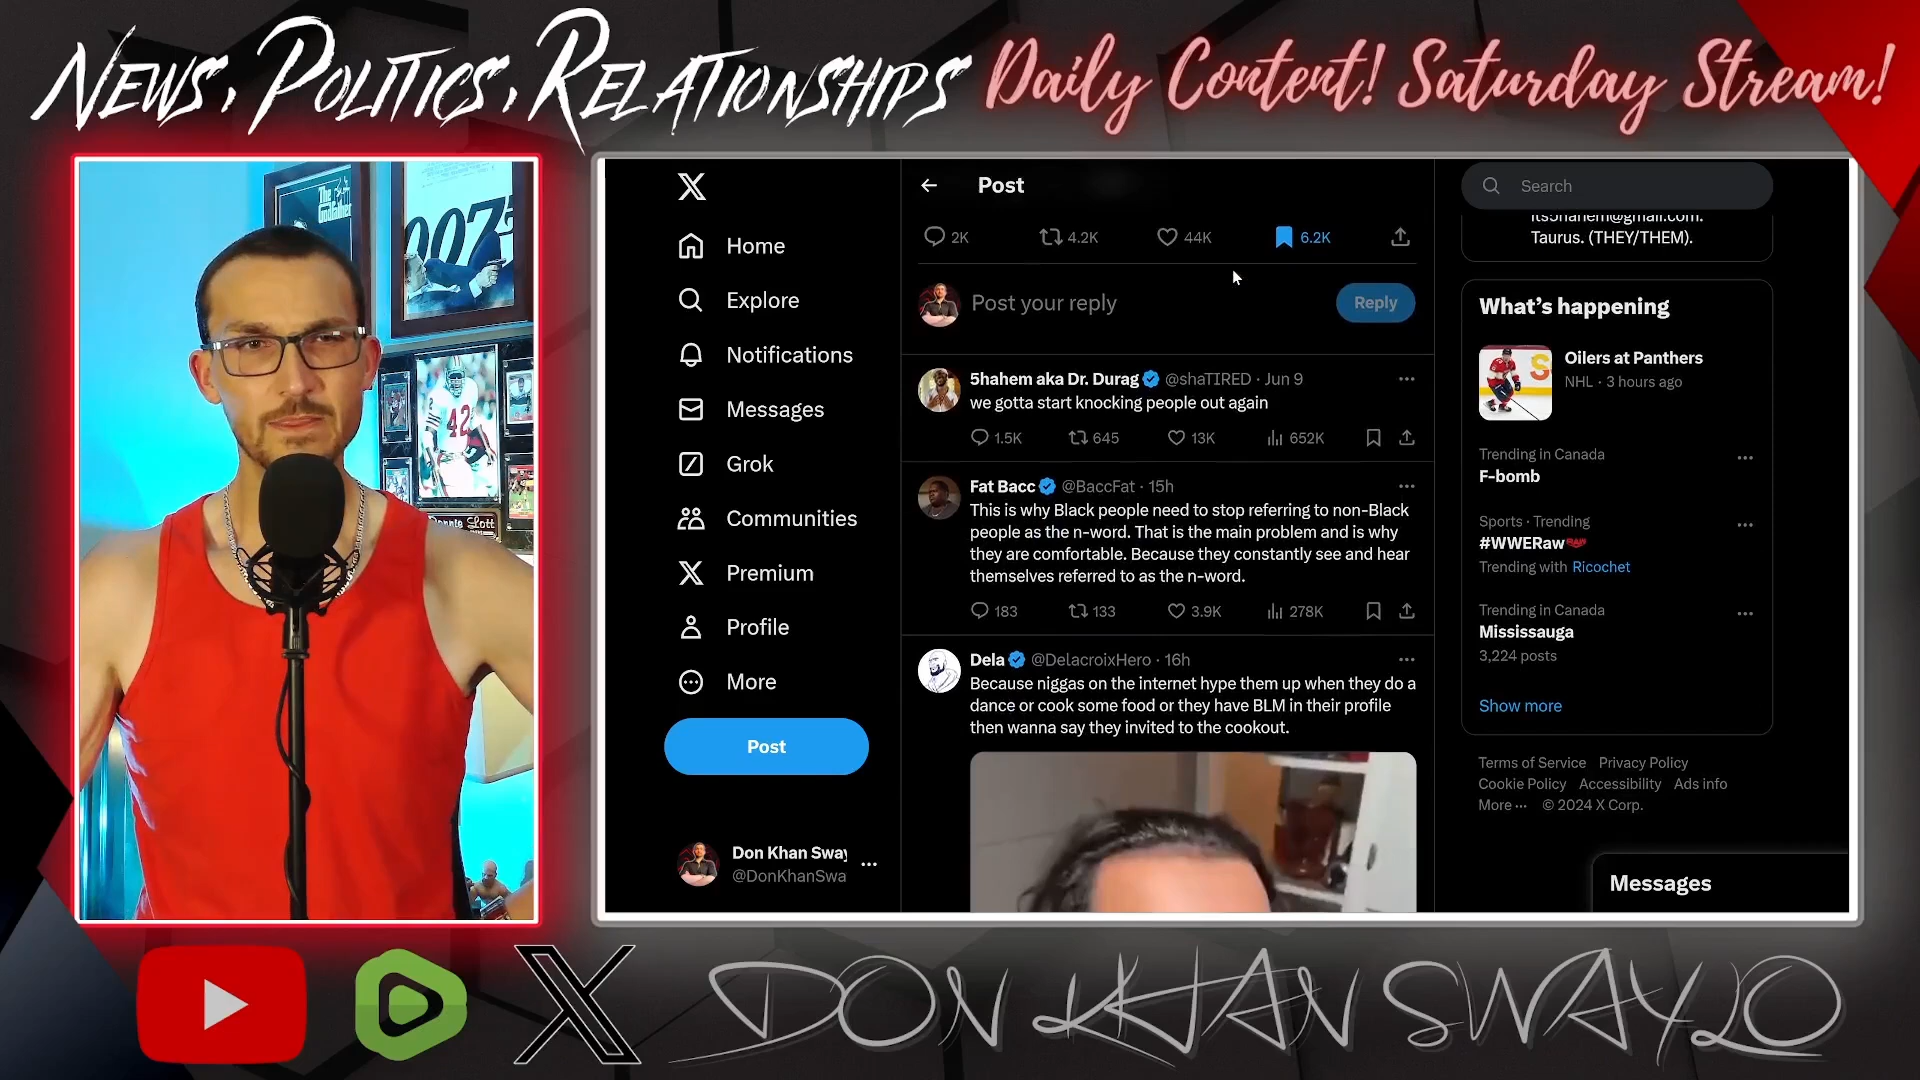 News, Politics, Relationships Daily Content! Saturday Stream!
The
Godfather
007
42
Ronnie Lott
Post
2K 4.2K 44K 6.2K
Post your reply
Reply
5hahem aka Dr. Durag @shaTIRED · Jun 9
we gotta start knocking people out again
1.5K 645 13K 652K
Fat Bacc @BaccFat · 15h
This is why Black people need to stop referring to non-Black
people as the n-word. That is the main problem and is why
they are comfortable. Because they constantly see and hear
themselves referred to as the n-word.
183 133 3.9K 278K
Dela @DelacroixHero · 16h
Because niggas on the internet hype them up when they do a
dance or cook some food or they have BLM in their profile
then wanna say they invited to the cookout.
Home
Explore
Notifications
Messages
Grok
Communities
Premium
Profile
More
Post
Don Khan Sway
@DonKhanSwa
Search
its5hahem@gmail.com.
Taurus. (THEY/THEM).
What's happening
Oilers at Panthers
NHL · 3 hours ago
Trending in Canada
F-bomb
Sports · Trending
#WWERaw
Trending with Ricochet
Trending in Canada
Mississauga
3,224 posts
Show more
Terms of Service Privacy Policy
Cookie Policy Accessibility Ads info
More ··· © 2024 X Corp.
Messages
DON KHAN SWAYLO